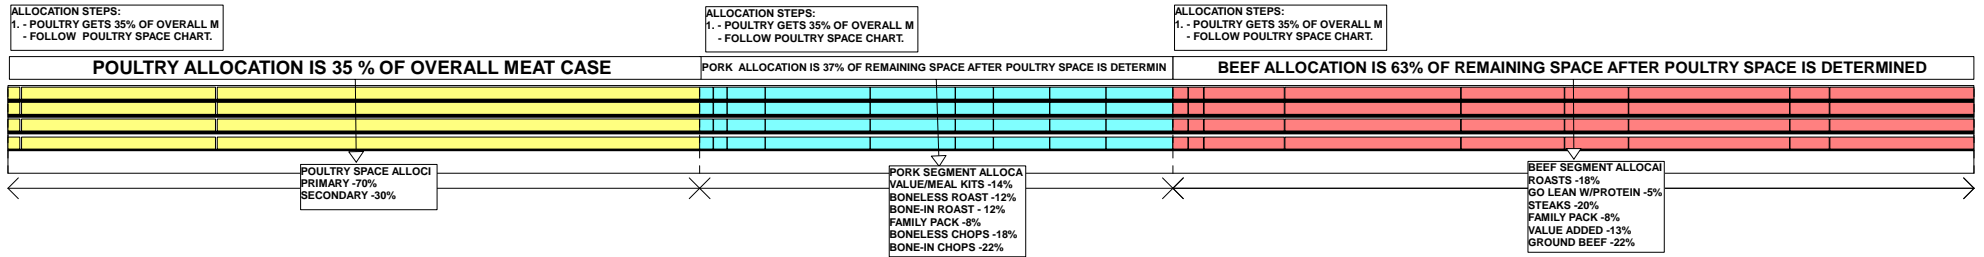 ALLOCATION STEPS:
1. - POULTRY GETS 35% OF OVERALL M
- FOLLOW  POULTRY SPACE CHART.
ALLOCATION STEPS:
1. - POULTRY GETS 35% OF OVERALL M
- FOLLOW  POULTRY SPACE CHART.
ALLOCATION STEPS:
1. - POULTRY GETS 35% OF OVERALL M
- FOLLOW  POULTRY SPACE CHART.
POULTRY ALLOCATION IS 35 % OF OVERALL MEAT CASE
PORK  ALLOCATION IS 37% OF REMAINING SPACE AFTER POULTRY SPACE IS DETERMIN
BEEF ALLOCATION IS 63% OF REMAINING SPACE AFTER POULTRY SPACE IS DETERMINED
POULTRY SPACE ALLOCI
PRIMARY -70%
SECONDARY -30%
PORK SEGMENT ALLOCA
VALUE/MEAL KITS -14%
BONELESS ROAST -12%
BONE-IN ROAST - 12%
FAMILY PACK -8%
BONELESS CHOPS -18%
BONE-IN CHOPS -22%
BEEF SEGMENT ALLOCAI
ROASTS -18%
GO LEAN W/PROTEIN -5%
STEAKS -20%
FAMILY PACK -8%
VALUE ADDED -13%
GROUND BEEF -22%